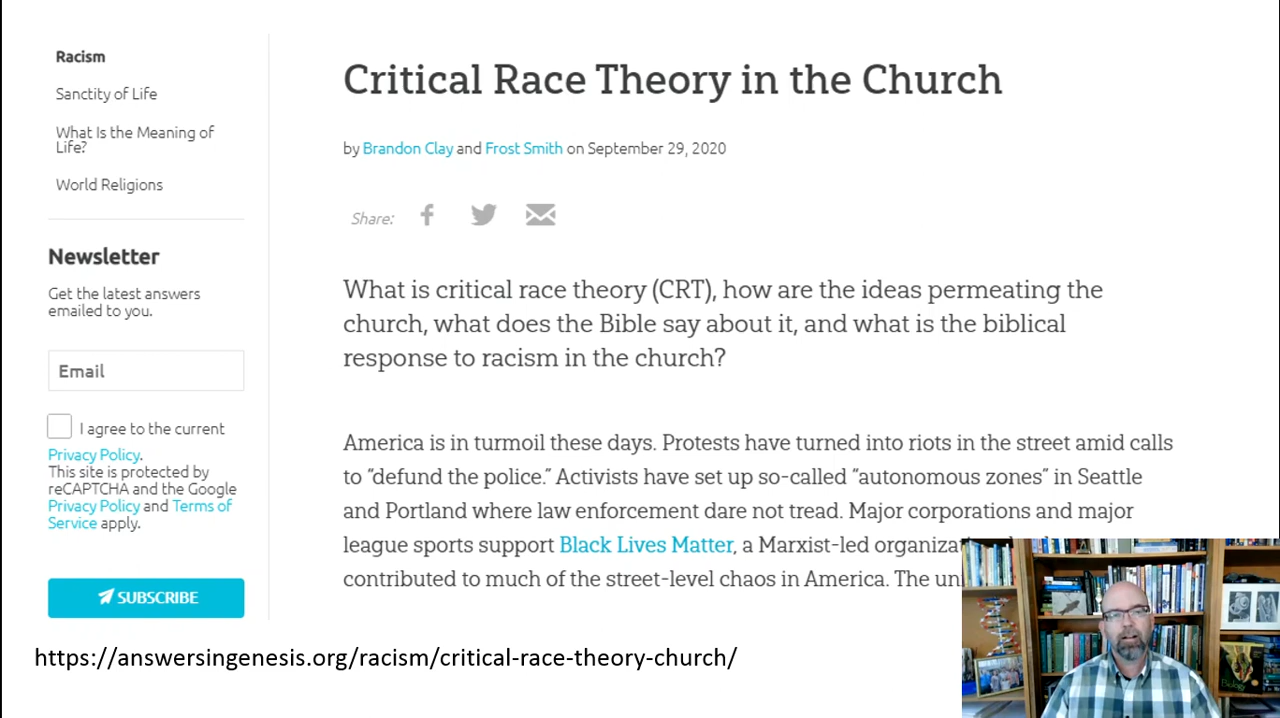 Racism
Sanctity of Life
What Is the Meaning of
Life?
World Religions
Newsletter
Get the latest answers
emailed to you.
Email
I agree to the current
Privacy Policy.
This site is protected by
reCAPTCHA and the Google
Privacy Policy and Terms of
Service apply.
SUBSCRIBE
Critical Race Theory in the Church
by Brandon Clay and Frost Smith on September 29, 2020
Share:
What is critical race theory (CRT), how are the ideas permeating the
church, what does the Bible say about it, and what is the biblical
response to racism in the church?
America is in turmoil these days. Protests have turned into riots in the street amid calls
to “defund the police.” Activists have set up so-called “autonomous zones” in Seattle
and Portland where law enforcement dare not tread. Major corporations and major
league sports support Black Lives Matter, a Marxist-led
contributed to much of the street-level chaos in America. The
https://answersingenesis.org/racism/critical-race-theory-church/
Biology